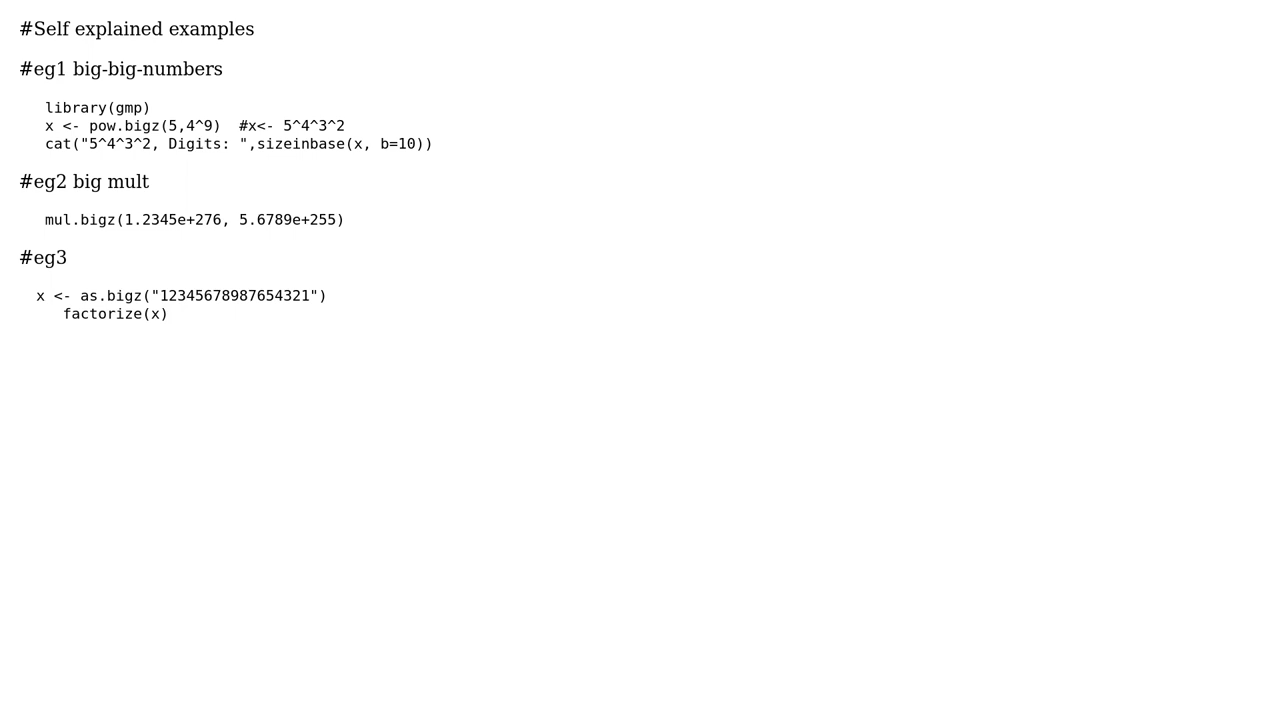 #Self explained examples
#eg1 big-big-numbers
library(gmp)
x <- pow.bigz(5,4^9)  #x<- 5^4^3^2
cat("5^4^3^2, Digits: ",sizeinbase(x, b=10))
#eg2 big mult
mul.bigz(1.2345e+276, 5.6789e+255)
#eg3
x <- as.bigz("12345678987654321")
factorize(x)